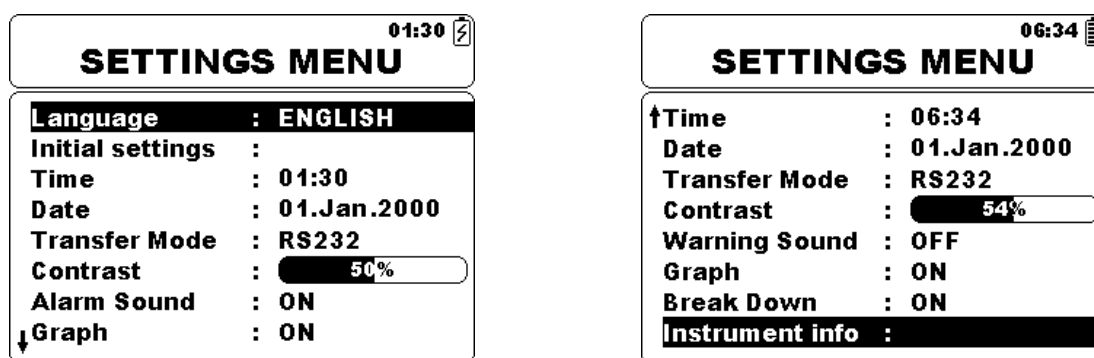 01:30
SETTINGS MENU
Language : ENGLISH
Initial settings :
Time : 01:30
Date : 01.Jan.2000
Transfer Mode : RS232
Contrast : 50%
Alarm Sound : ON
Graph : ON
06:34
SETTINGS MENU
Time : 06:34
Date : 01.Jan.2000
Transfer Mode : RS232
Contrast : 54%
Warning Sound : OFF
Graph : ON
Break Down : ON
Instrument info :